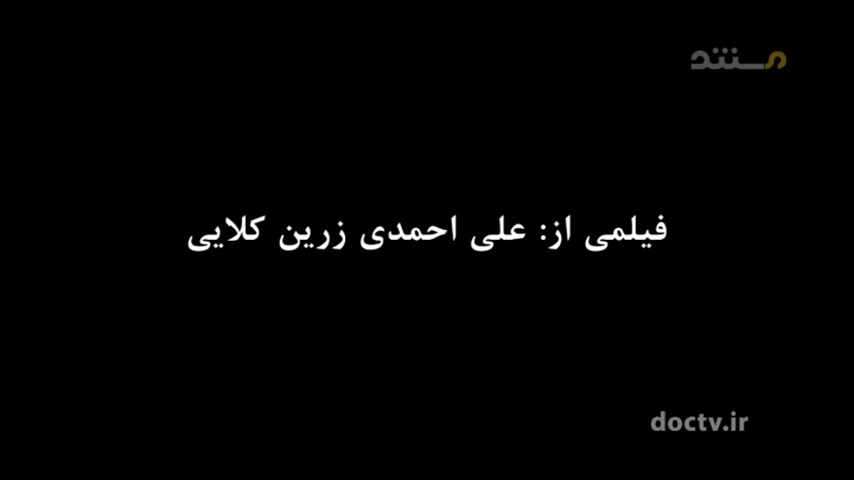 مستند
فیلمی از: علی احمدی زرین کلایی
doctv.ir